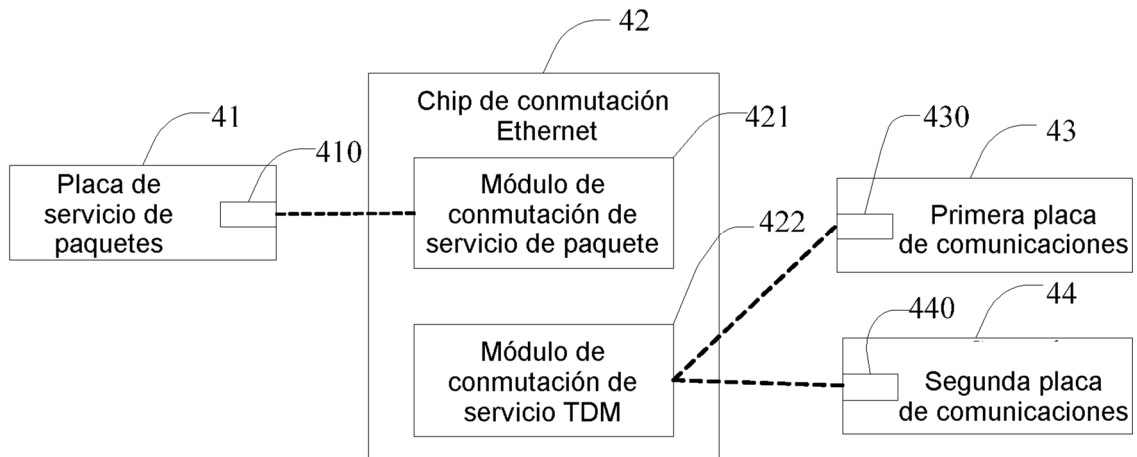 42
Chip de conmutación
Ethernet
41
410
Placa de
servicio de
paquetes
421
Módulo de
conmutación de
servicio de paquete
422
Módulo de
conmutación de
servicio TDM
430
43
Primera placa
de comunicaciones
440
44
Segunda placa
de comunicaciones